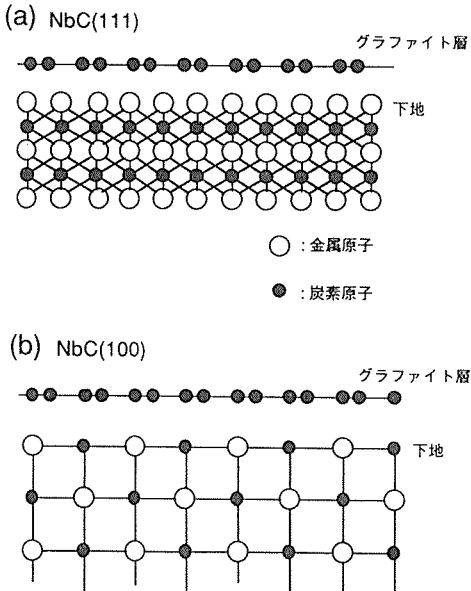 (a) NbC(111)
グラファイト層
下地
: 金属原子
: 炭素原子
(b) NbC(100)
グラファイト層
下地